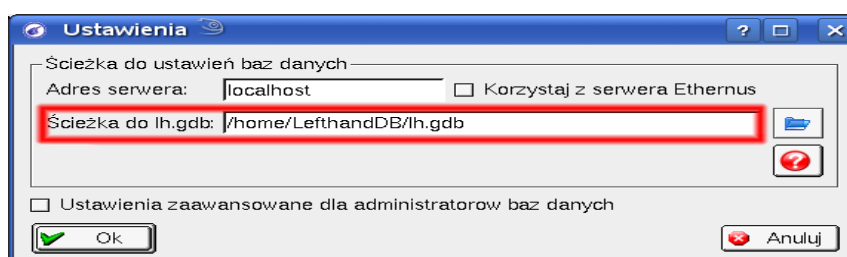 Ustawienia
Ścieżka do ustawień baz danych
Adres serwera: localhost Korzystaj z serwera Ethernus
Ścieżka do lh.gdb: /home/LefthandDB/lh.gdb
Ustawienia zaawansowane dla administratorow baz danych
Ok Anuluj